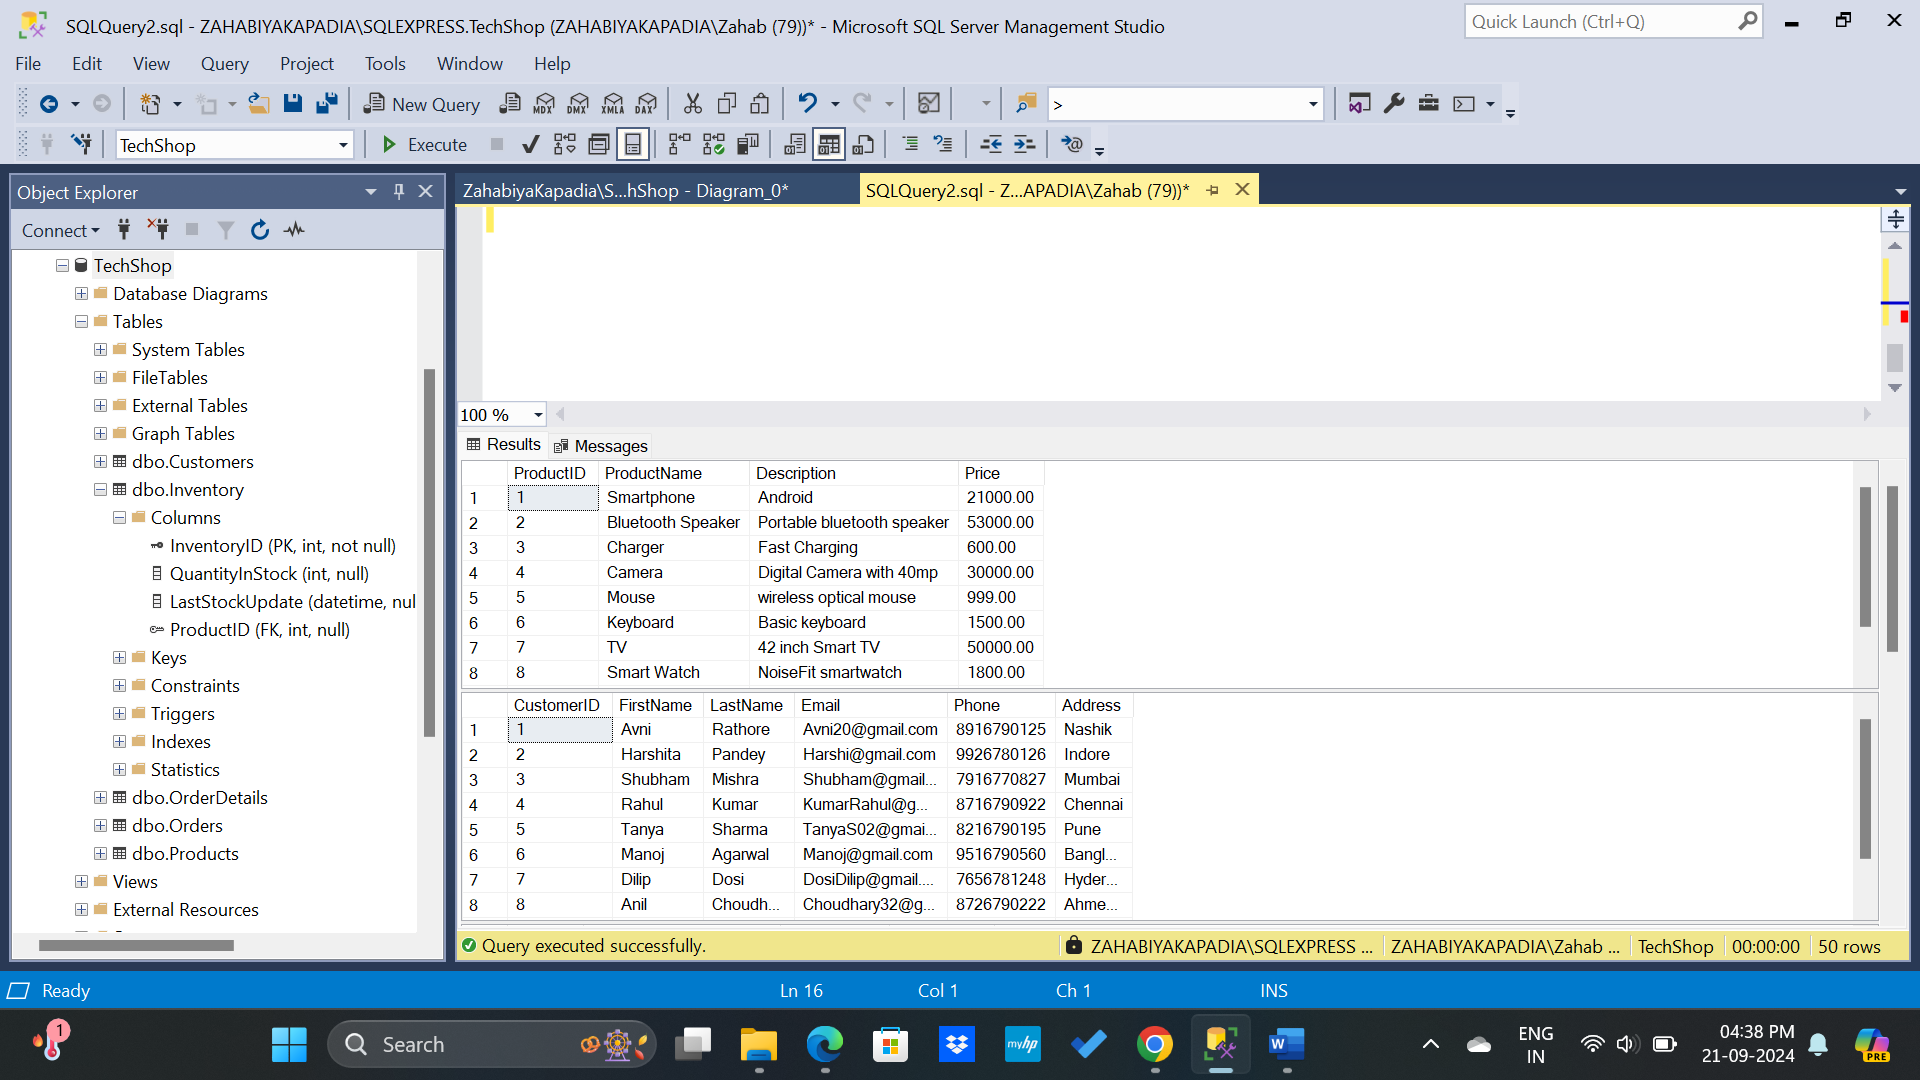 SQLQuery2.sql - ZAHABIYAKAPADIA\SQLEXPRESS.TechShop (ZAHABIYAKAPADIA\Zahab (79))* - Microsoft SQL Server Management Studio
Quick Launch (Ctrl+Q)
File Edit View Query Project Tools Window Help
New Query MDX DMX XMLA DAX >
TechShop Execute
Object Explorer
ZahabiyaKapadia\S...hShop - Diagram_0* SQLQuery2.sql - Z...APADIA\Zahab (79))*
Connect
TechShop
Database Diagrams
Tables
System Tables
FileTables
External Tables
Graph Tables
dbo.Customers
dbo.Inventory
Columns
InventoryID (PK, int, not null)
QuantityInStock (int, null)
LastStockUpdate (datetime, nul
ProductID (FK, int, null)
Keys
Constraints
Triggers
Indexes
Statistics
dbo.OrderDetails
dbo.Orders
dbo.Products
Views
External Resources
100 %
Results Messages
ProductID ProductName Description Price
1 1 Smartphone Android 21000.00
2 2 Bluetooth Speaker Portable bluetooth speaker 53000.00
3 3 Charger Fast Charging 600.00
4 4 Camera Digital Camera with 40mp 30000.00
5 5 Mouse wireless optical mouse 999.00
6 6 Keyboard Basic keyboard 1500.00
7 7 TV 42 inch Smart TV 50000.00
8 8 Smart Watch NoiseFit smartwatch 1800.00
CustomerID FirstName LastName Email Phone Address
1 1 Avni Rathore Avni20@gmail.com 8916790125 Nashik
2 2 Harshita Pandey Harshi@gmail.com 9926780126 Indore
3 3 Shubham Mishra Shubham@gmail... 7916770827 Mumbai
4 4 Rahul Kumar KumarRahul@g... 8716790922 Chennai
5 5 Tanya Sharma TanyaS02@gmai... 8216790195 Pune
6 6 Manoj Agarwal Manoj@gmail.com 9516790560 Bangl...
7 7 Dilip Dosi DosiDilip@gmail.... 7656781248 Hyder...
8 8 Anil Choudh... Choudhary32@g... 8726790222 Ahme...
Query executed successfully. ZAHABIYAKAPADIA\SQLEXPRESS ... ZAHABIYAKAPADIA\Zahab ... TechShop 00:00:00 50 rows
Ready Ln 16 Col 1 Ch 1 INS
1 Search myhp W ENG IN 04:38 PM 21-09-2024 PRE